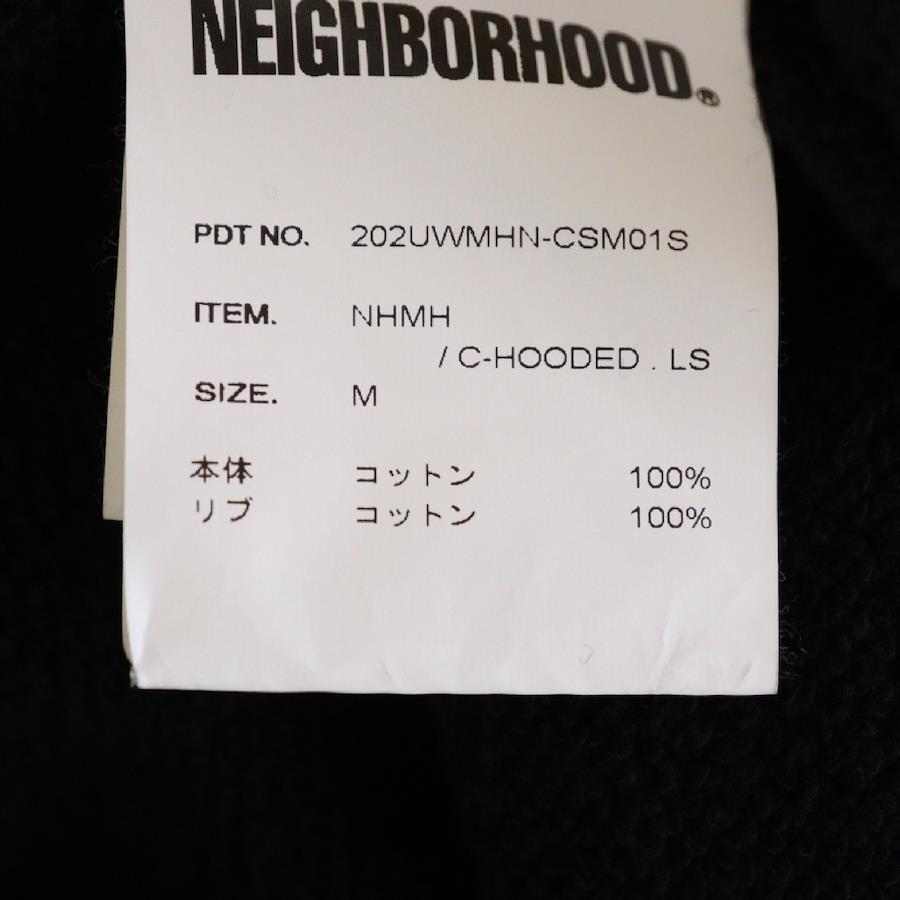 NEIGHBORHOOD®
PDT NO. 202UWMHN-CSM01S
ITEM. NHMH
/ C-HOODED . LS
SIZE. M
本体 コットン 100%
リブ コットン 100%